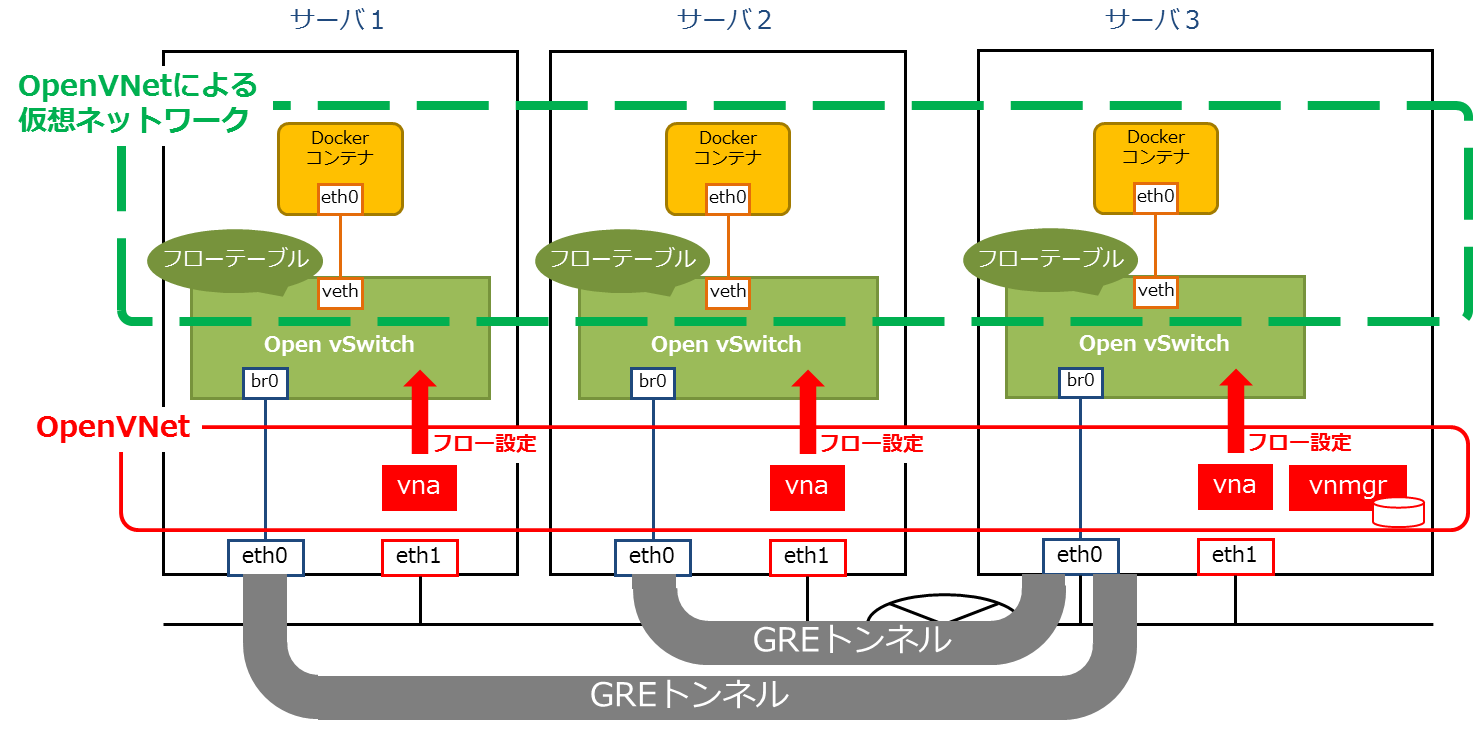 サーバ１
サーバ２
サーバ３
OpenVNetによる
仮想ネットワーク
Docker
コンテナ
eth0
Docker
コンテナ
eth0
Docker
コンテナ
eth0
フローテーブル
veth
フローテーブル
veth
フローテーブル
veth
Open vSwitch
Open vSwitch
Open vSwitch
br0
br0
br0
OpenVNet
フロー設定
フロー設定
フロー設定
vna
vna
vna
vnmgr
eth0
eth1
eth0
eth1
eth0
eth1
GREトンネル
GREトンネル